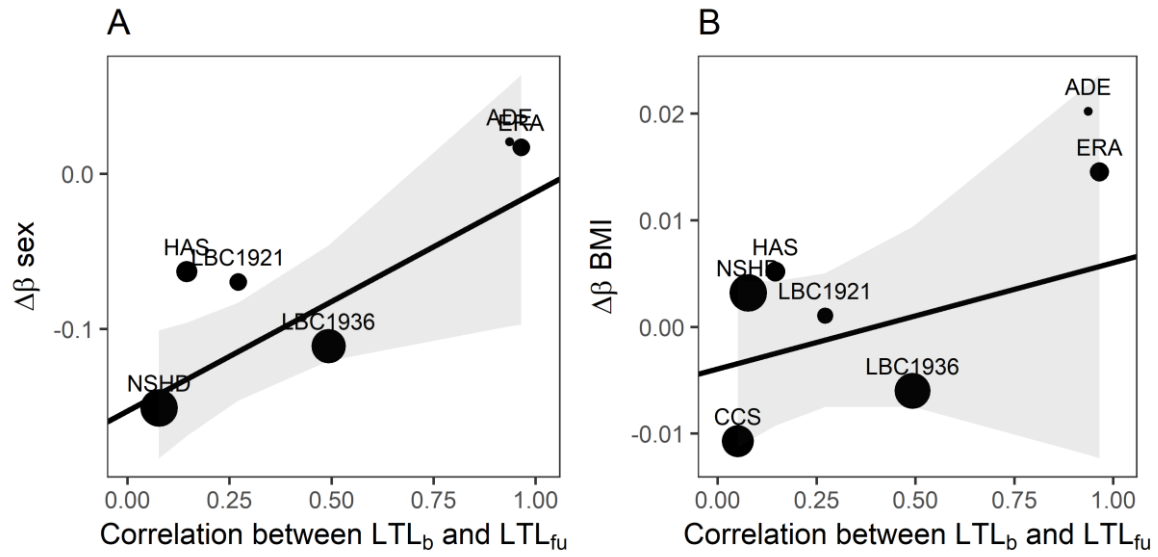 A
Δβ sex
0.0
-0.1
ADE
ERA
HAS
LBC1921
LBC1936
NSHD
0.00 0.25 0.50 0.75 1.00
Correlation between LTLb and LTLfu
B
Δβ BMI
0.02
0.01
0.00
-0.01
ADE
ERA
HAS
NSHD
LBC1921
LBC1936
CCS
0.00 0.25 0.50 0.75 1.00
Correlation between LTLb and LTLfu